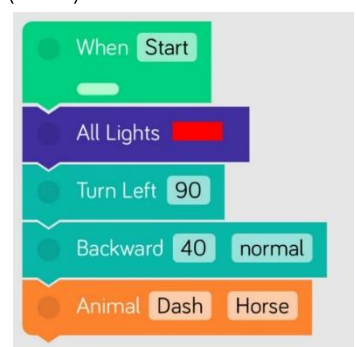 When Start
All Lights
Turn Left 90
Backward 40 normal
Animal Dash Horse